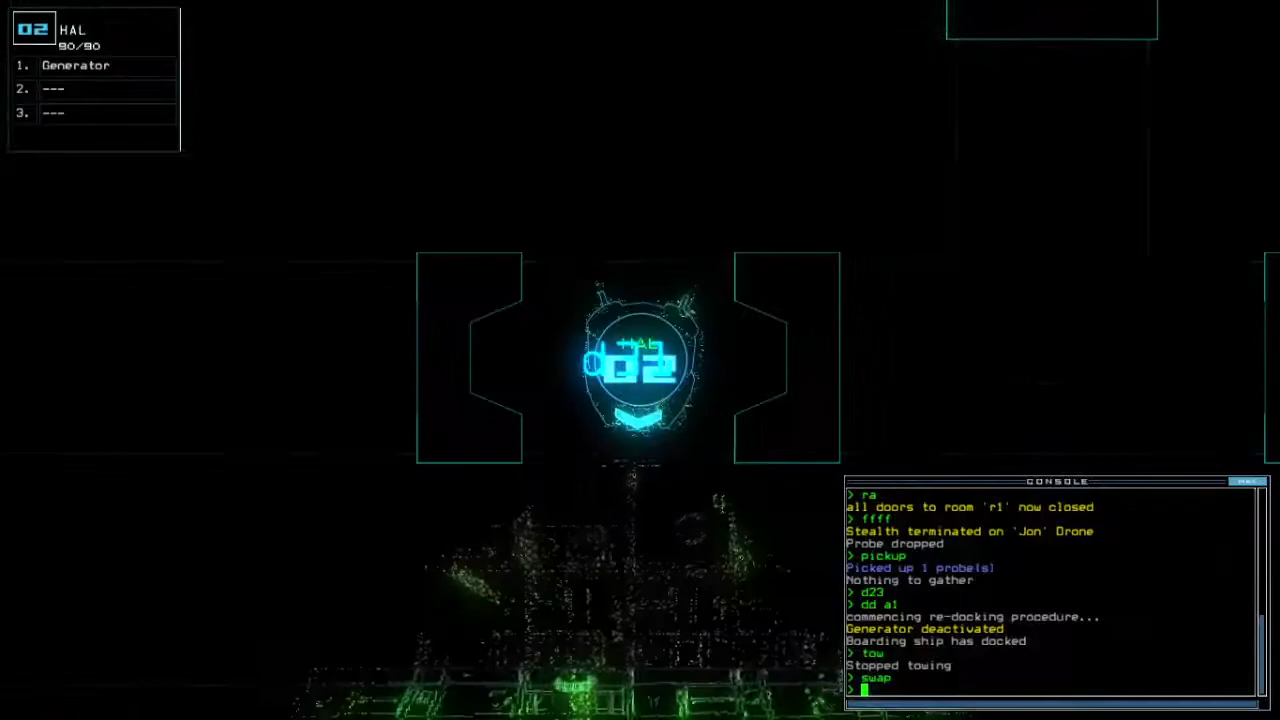 02 HAL
90/90
1. Generator
2. ---
3. ---
HAL
02
CONSOLE
> ra
all doors to room 'r1' now closed
> ffff
Stealth terminated on 'Jon' Drone
Probe dropped
> pickup
Picked up 1 probe(s)
Nothing to gather
> d23
> dd a1
commencing re-docking procedure...
Generator deactivated
Boarding ship has docked
> tow
Stopped towing
> swap
>